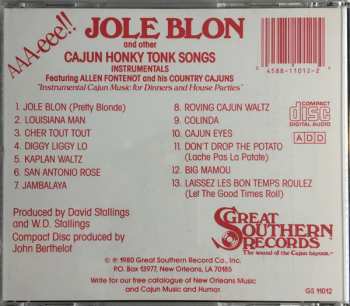 AAA-eee!!
JOLE BLON
and other
CAJUN HONKY TONK SONGS
INSTRUMENTALS
Featuring ALLEN FONTENOT and his COUNTRY CAJUNS
"Instrumental Cajun Music for Dinners and House Parties"
0 4588-11012-2 4
1. JOLE BLON (Pretty Blonde)
2. LOUISIANA MAN
3. CHER TOUT TOUT
4. DIGGY LIGGY LO
5. KAPLAN WALTZ
6. SAN ANTONIO ROSE
7. JAMBALAYA
8. ROVING CAJUN WALTZ
9. COLINDA
10. CAJUN EYES
11. DON'T DROP THE POTATO
(Lache Pas La Potate)
12. BIG MAMOU
13. LAISSEZ LES BON TEMPS ROULEZ
(Let The Good Times Roll)
COMPACT
disc
DIGITAL AUDIO
A D D
Produced by David Stallings
and W.D. Stallings
Compact Disc produced by
John Berthelot
GREAT
SOUTHERN
RECORDS
The sound of the Cajun bayous.
© ℗ 1980 Great Southern Record Co., Inc.
P.O. Box 13977, New Orleans, LA 70185
Write for our free catalogue of New Orleans Music
and Cajun Music and Humor.
GS 11012